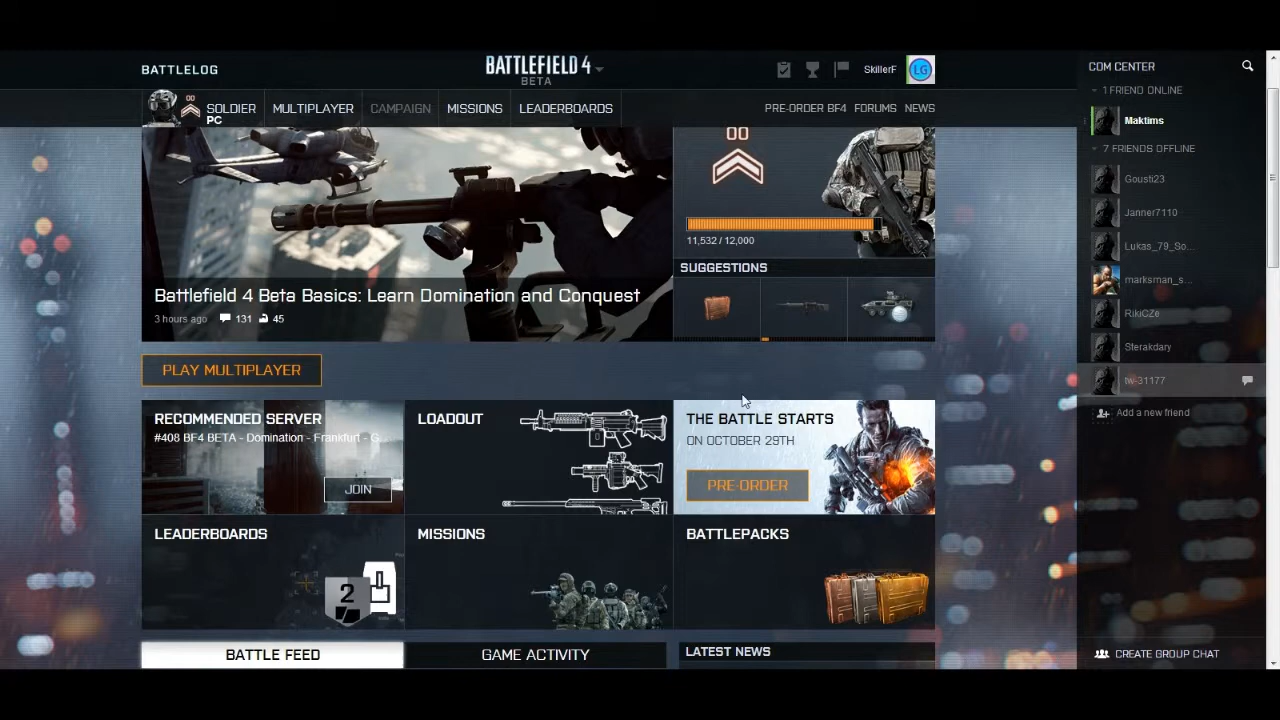 BATTLELOG
BATTLEFIELD 4
BETA
SkillerF
LG
00
SOLDIER
PC
MULTIPLAYER
CAMPAIGN
MISSIONS
LEADERBOARDS
PRE-ORDER BF4
FORUMS
NEWS
Battlefield 4 Beta Basics: Learn Domination and Conquest
3 hours ago 131 45
00
11,532 / 12,000
SUGGESTIONS
PLAY MULTIPLAYER
RECOMMENDED SERVER
#408 BF4 BETA - Domination - Frankfurt - G...
JOIN
LOADOUT
THE BATTLE STARTS
ON OCTOBER 29TH
PRE-ORDER
LEADERBOARDS
2
MISSIONS
BATTLEPACKS
BATTLE FEED
GAME ACTIVITY
LATEST NEWS
COM CENTER
1 FRIEND ONLINE
Maktims
7 FRIENDS OFFLINE
Gousti23
Janner7110
Lukas_79_So...
marksman_s...
RikiCZe
Sterakdary
tw-31177
Add a new friend
CREATE GROUP CHAT